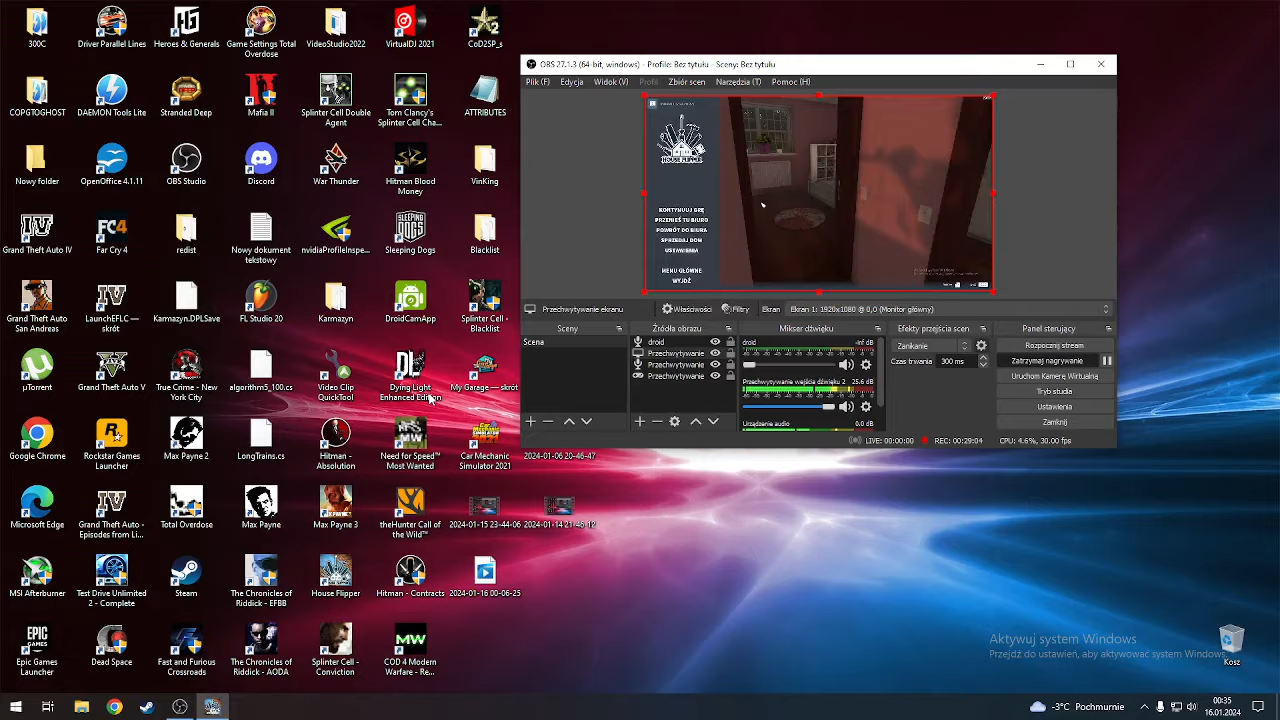 300C
Driver Parallel Lines
Heroes & Generals
Game Settings Total
Overdose
VideoStudio2022
VirtualDJ 2021
CoD2SP_s
COPGTOGHOST
DAEMON Tools Lite
Stranded Deep
Mafia II
Splinter Cell Double
Agent
Tom Clancy's
Splinter Cell Cha...
ATTRIBUTES
Nowy folder
OpenOffice 4.1.11
OBS Studio
Discord
War Thunder
Hitman Blood
Money
VinKing
Grand Theft Auto IV
Far Cry 4
redist
Nowy dokument
tekstowy
nvidiaProfileInspe...
Sleeping Dogs
Blacklist
Grand Theft Auto
San Andreas
LaunchEFLC —
skrót
Karmazyn.DPLSave
FL Studio 20
Karmazyn
DroidCamApp
Splinter Cell -
Blacklist
µTorrent
Grand Theft Auto V
True Crime - New
York City
algorithm5_100.cs
Video Clip
QuickTool
Dying Light
Enhanced Edition
My Garage — skrót
Google Chrome
Rockstar Games
Launcher
Max Payne 2
LongTrains.cs
Hitman -
Absolution
Need for Speed™
Most Wanted
Car Mechanic
Simulator 2021
2024-01-06 20-46-47
Microsoft Edge
Grand Theft Auto -
Episodes from Li...
Total Overdose
Max Payne
Max Payne 3
theHunter Call of
the Wild™
2024-01-15 23-44-06
2024-01-14 21-46-12
MSI Afterburner
Test Drive Unlimited
2 - Complete
Steam
The Chronicles of
Riddick - EFBB
House Flipper
Hitman - Contracts
2024-01-16 00-06-25
Epic Games
Launcher
Dead Space
Fast and Furious
Crossroads
The Chronicles of
Riddick - AODA
Splinter Cell -
Conviction
COD 4 Modern
Warfare - Re...
OBS 27.1.3 (64-bit, windows) - Profile: Bez tytułu - Sceny: Bez tytułu
Plik (F) Edycja Widok (V) Profil Zbiór scen Narzędzia (T) Pomoc (H)
HOUSE FLIPPER
KONTYNUUJ GRĘ
PRZENIEŚ TU BIURO
POWRÓT DO BIURA
SPRZEDAJ DOM
USTAWIENIA
MENU GŁÓWNE
WYJDŹ
Przechwytywanie ekranu Właściwości Filtry Ekran Ekran 1: 1920x1080 @ 0,0 (Monitor główny)
Sceny Źródła obrazu Mikser dźwięku Efekty przejścia scen Panel sterujący
Scena
droid
Przechwytywanie
Przechwytywanie
Przechwytywanie
droid -inf dB
Przechwytywanie wejścia dźwięku 2 25.6 dB
Urządzenie audio 0.0 dB
Zanikanie
Czas trwania 300 ms
Rozpocznij stream
Zatrzymaj nagrywanie
Uruchom Kamerę Wirtualną
Tryb studia
Ustawienia
Zamknij
LIVE: 00:00:00 REC: 00:29:04 CPU: 4.6%, 30.00 fps
Aktywuj system Windows
Przejdź do ustawień, aby aktywować system Windows.
Kosz
-3°C Pochmurnie
00:35
16.01.2024